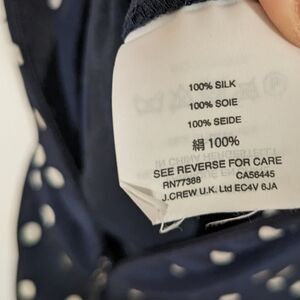 100% SILK
100% SOIE
100% SEIDE
絹 100%
SEE REVERSE FOR CARE
RN77388 CA56445
J.CREW U.K. Ltd EC4V 6JA